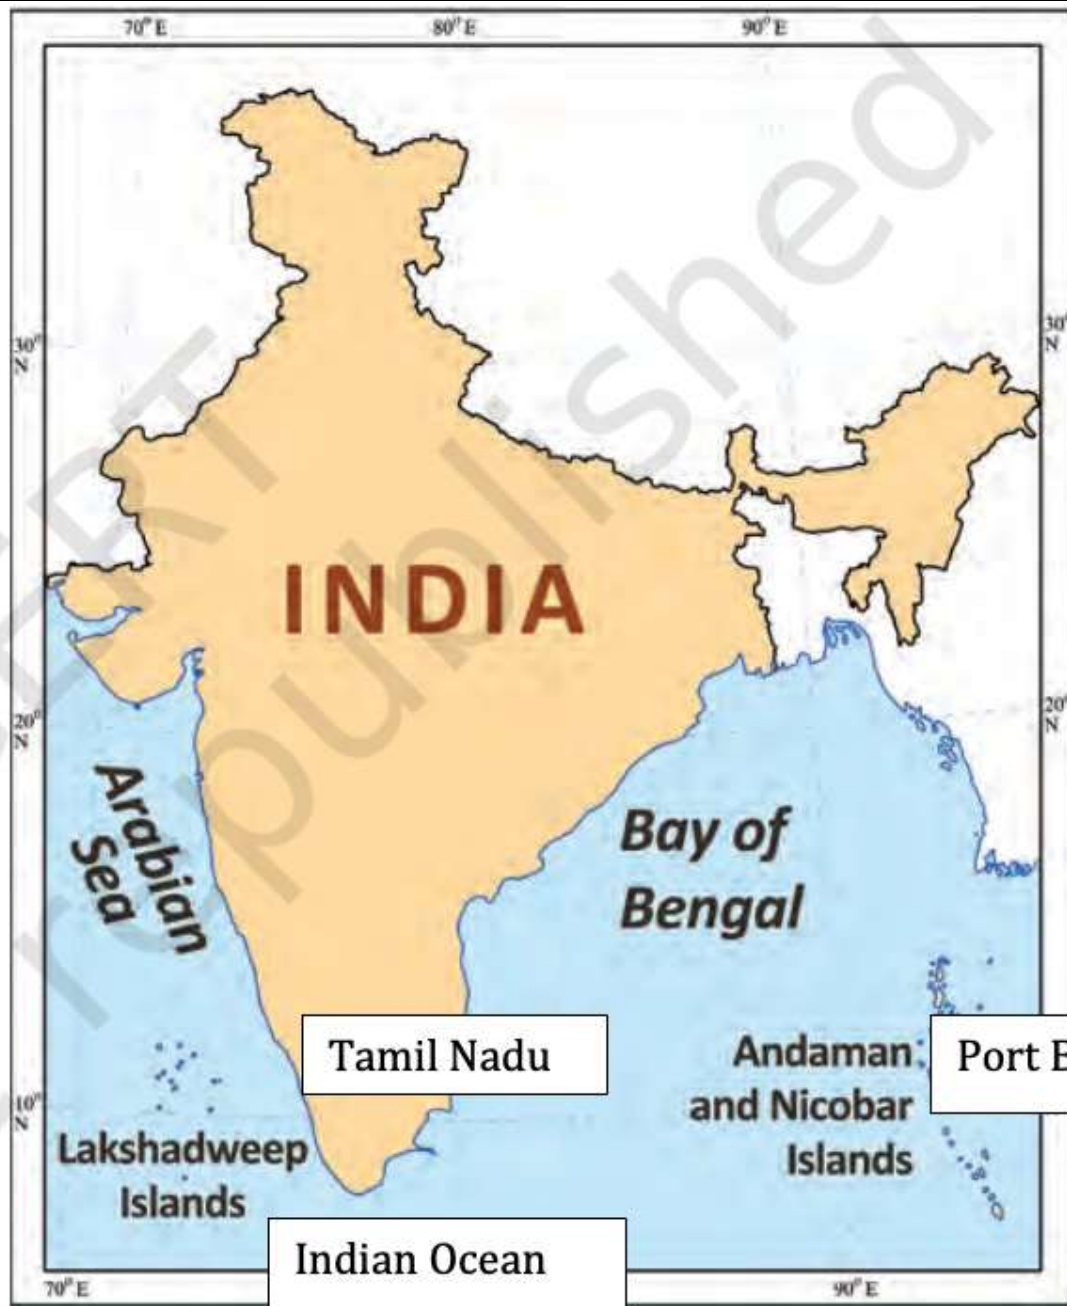 70° E 80° E 90° E
30° N
30° N
INDIA
20° N
20° N
Arabian
Sea
Bay of
Bengal
Tamil Nadu
Andaman
and Nicobar
Islands
Port B
10° N
Lakshadweep
Islands
Indian Ocean
70° E 90° E
published